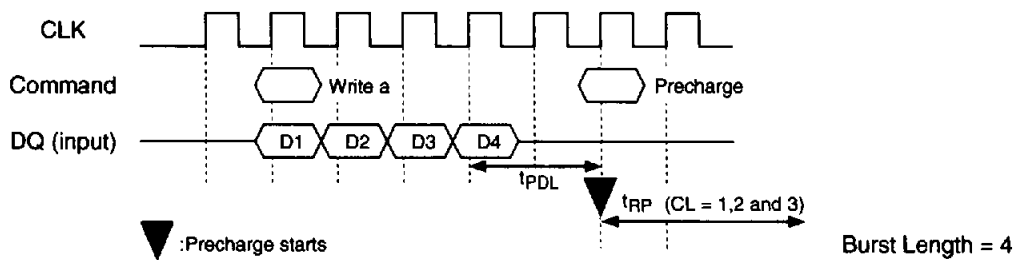 CLK
Command Write a Precharge
DQ (input) D1 D2 D3 D4
tPDL
tRP (CL = 1,2 and 3)
:Precharge starts Burst Length = 4